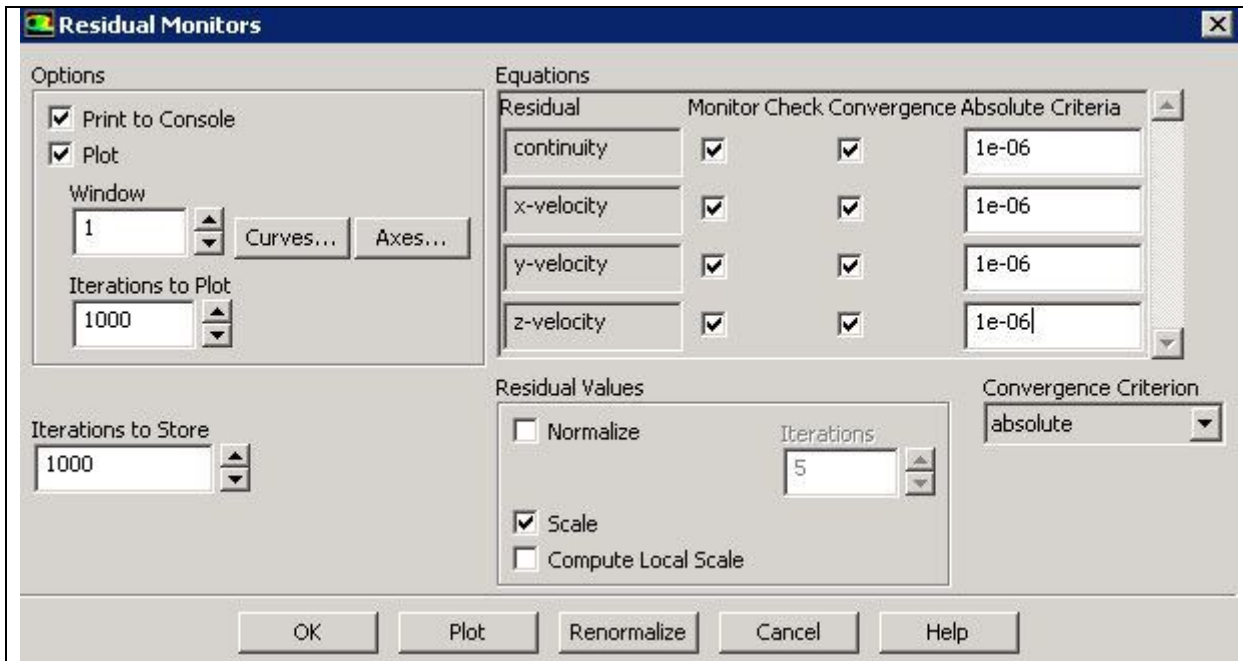 Residual Monitors
Options
Print to Console
Plot
Window
1
Curves...
Axes...
Iterations to Plot
1000
Iterations to Store
1000
Equations
Residual Monitor Check Convergence Absolute Criteria
continuity 1e-06
x-velocity 1e-06
y-velocity 1e-06
z-velocity 1e-06
Residual Values
Normalize
Iterations
5
Scale
Compute Local Scale
Convergence Criterion
absolute
OK Plot Renormalize Cancel Help